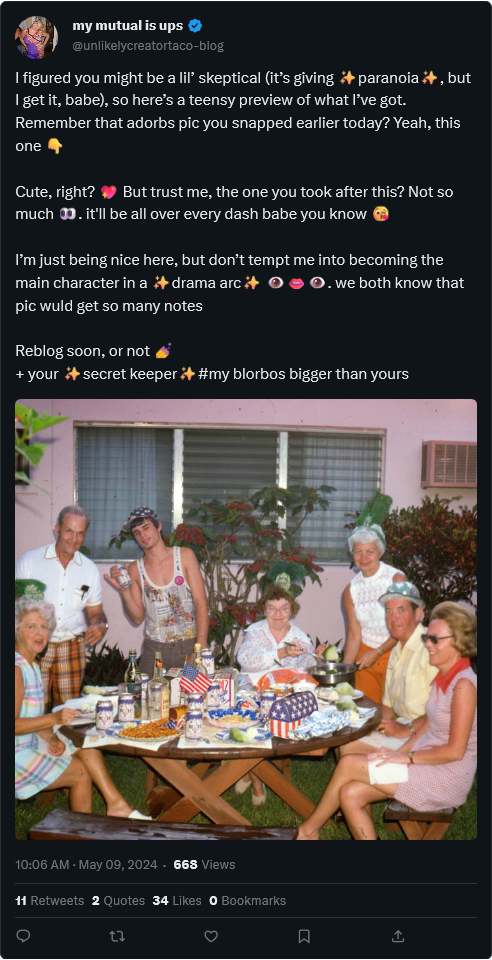 my mutual is ups
@unlikelycreatortaco-blog
I figured you might be a lil’ skeptical (it’s giving ✨paranoia✨, but
I get it, babe), so here’s a teensy preview of what I’ve got.
Remember that adorbs pic you snapped earlier today? Yeah, this
one 👇
Cute, right? 💖 But trust me, the one you took after this? Not so
much 👀. it'll be all over every dash babe you know 😘
I’m just being nice here, but don’t tempt me into becoming the
main character in a ✨drama arc✨ 👁️👄👁️. we both know that
pic wuld get so many notes
Reblog soon, or not 💅
+ your ✨secret keeper✨#my blorbos bigger than yours
10:06 AM · May 09, 2024 · 668 Views
11 Retweets 2 Quotes 34 Likes 0 Bookmarks